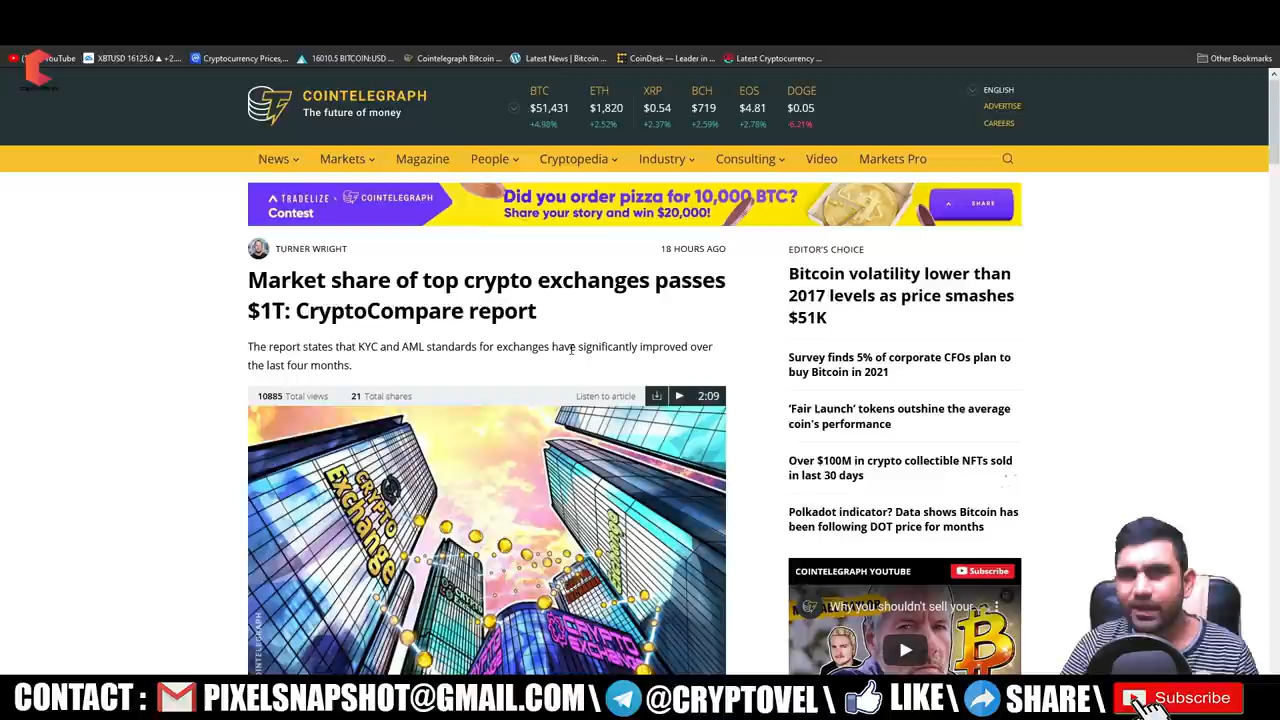 YouTube
XBTUSD 16125.0 ▲ +2....
Cryptocurrency Prices,...
16010.5 BITCOIN:USD ...
Cointelegraph Bitcoin ...
Latest News | Bitcoin ...
CoinDesk — Leader in ...
Latest Cryptocurrency ...
Other Bookmarks
COINTELEGRAPH
The future of money
BTC ETH XRP BCH EOS DOGE
$51,431 $1,820 $0.54 $719 $4.81 $0.05
+4.98% +2.52% +2.37% +2.59% +2.78% -6.21%
ENGLISH
ADVERTISE
CAREERS
News Markets Magazine People Cryptopedia Industry Consulting Video Markets Pro
TRADELIZE COINTELEGRAPH
Contest
Did you order pizza for 10,000 BTC?
Share your story and win $20,000!
SHARE
TURNER WRIGHT
18 HOURS AGO
Market share of top crypto exchanges passes
$1T: CryptoCompare report
The report states that KYC and AML standards for exchanges have significantly improved over
the last four months.
10885 Total views 21 Total shares Listen to article 2:09
CRYPTO
EXCHANGE
CRYPTO
EXCHANGE
COINTELEGRAPH
EDITOR'S CHOICE
Bitcoin volatility lower than
2017 levels as price smashes
$51K
Survey finds 5% of corporate CFOs plan to
buy Bitcoin in 2021
'Fair Launch' tokens outshine the average
coin's performance
Over $100M in crypto collectible NFTs sold
in last 30 days
Polkadot indicator? Data shows Bitcoin has
been following DOT price for months
COINTELEGRAPH YOUTUBE
Subscribe
Why you shouldn't sell your...
CONTACT : PIXELSNAPSHOT@GMAIL.COM \ @CRYPTOVEL \ LIKE\ SHARE\ Subscribe